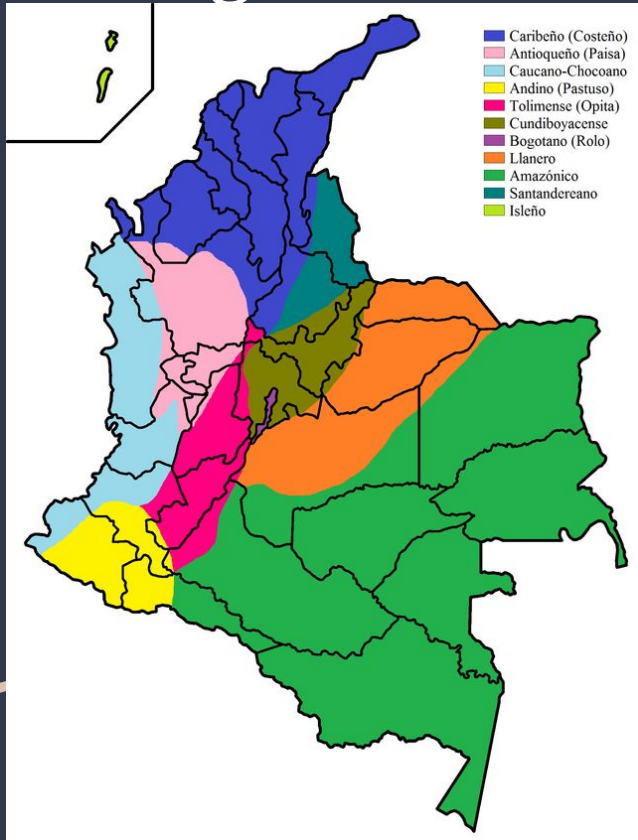 Caribeño (Costeño)
Antioqueño (Paisa)
Caucano-Chocoano
Andino (Pastuso)
Tolimense (Opita)
Cundiboyacense
Bogotano (Rolo)
Llanero
Amazónico
Santandereano
Isleño